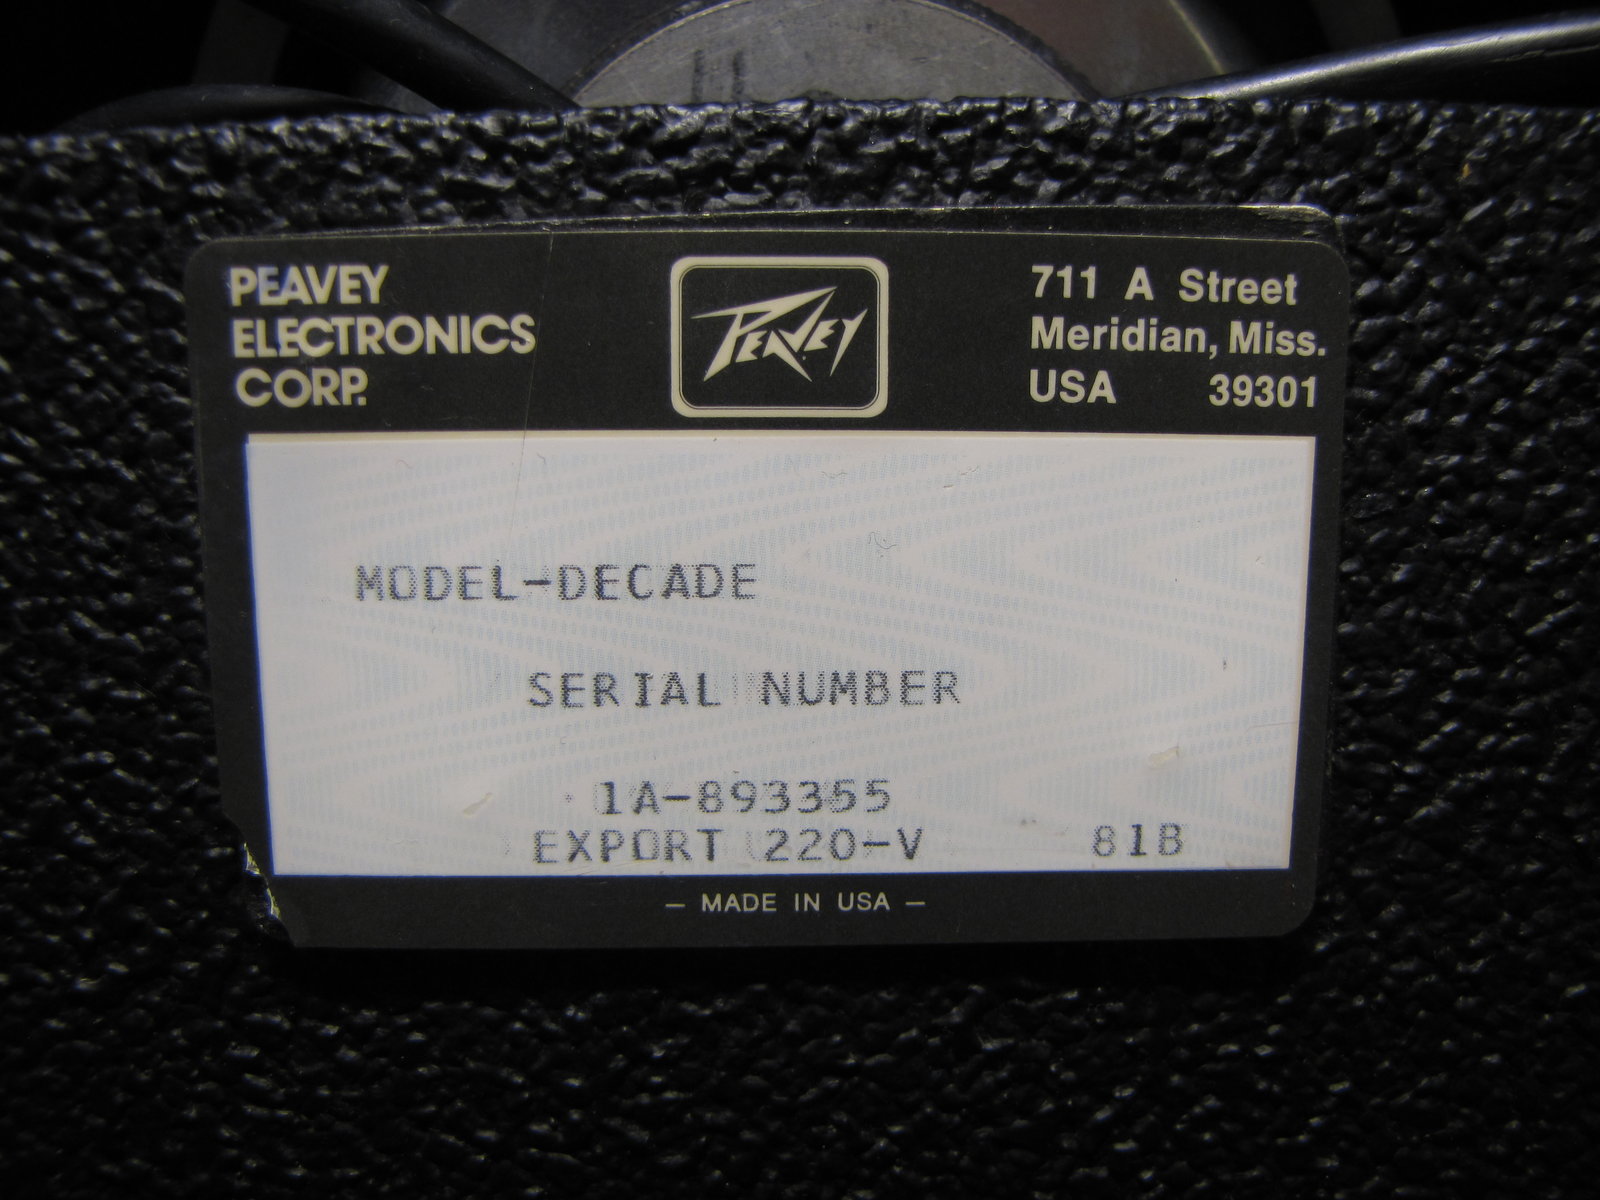 PEAVEY
ELECTRONICS
CORP.
PEAVEY
711 A Street
Meridian, Miss.
USA 39301
MODEL-DECADE
SERIAL NUMBER
1A-893355
EXPORT 220-V 81B
— MADE IN USA —